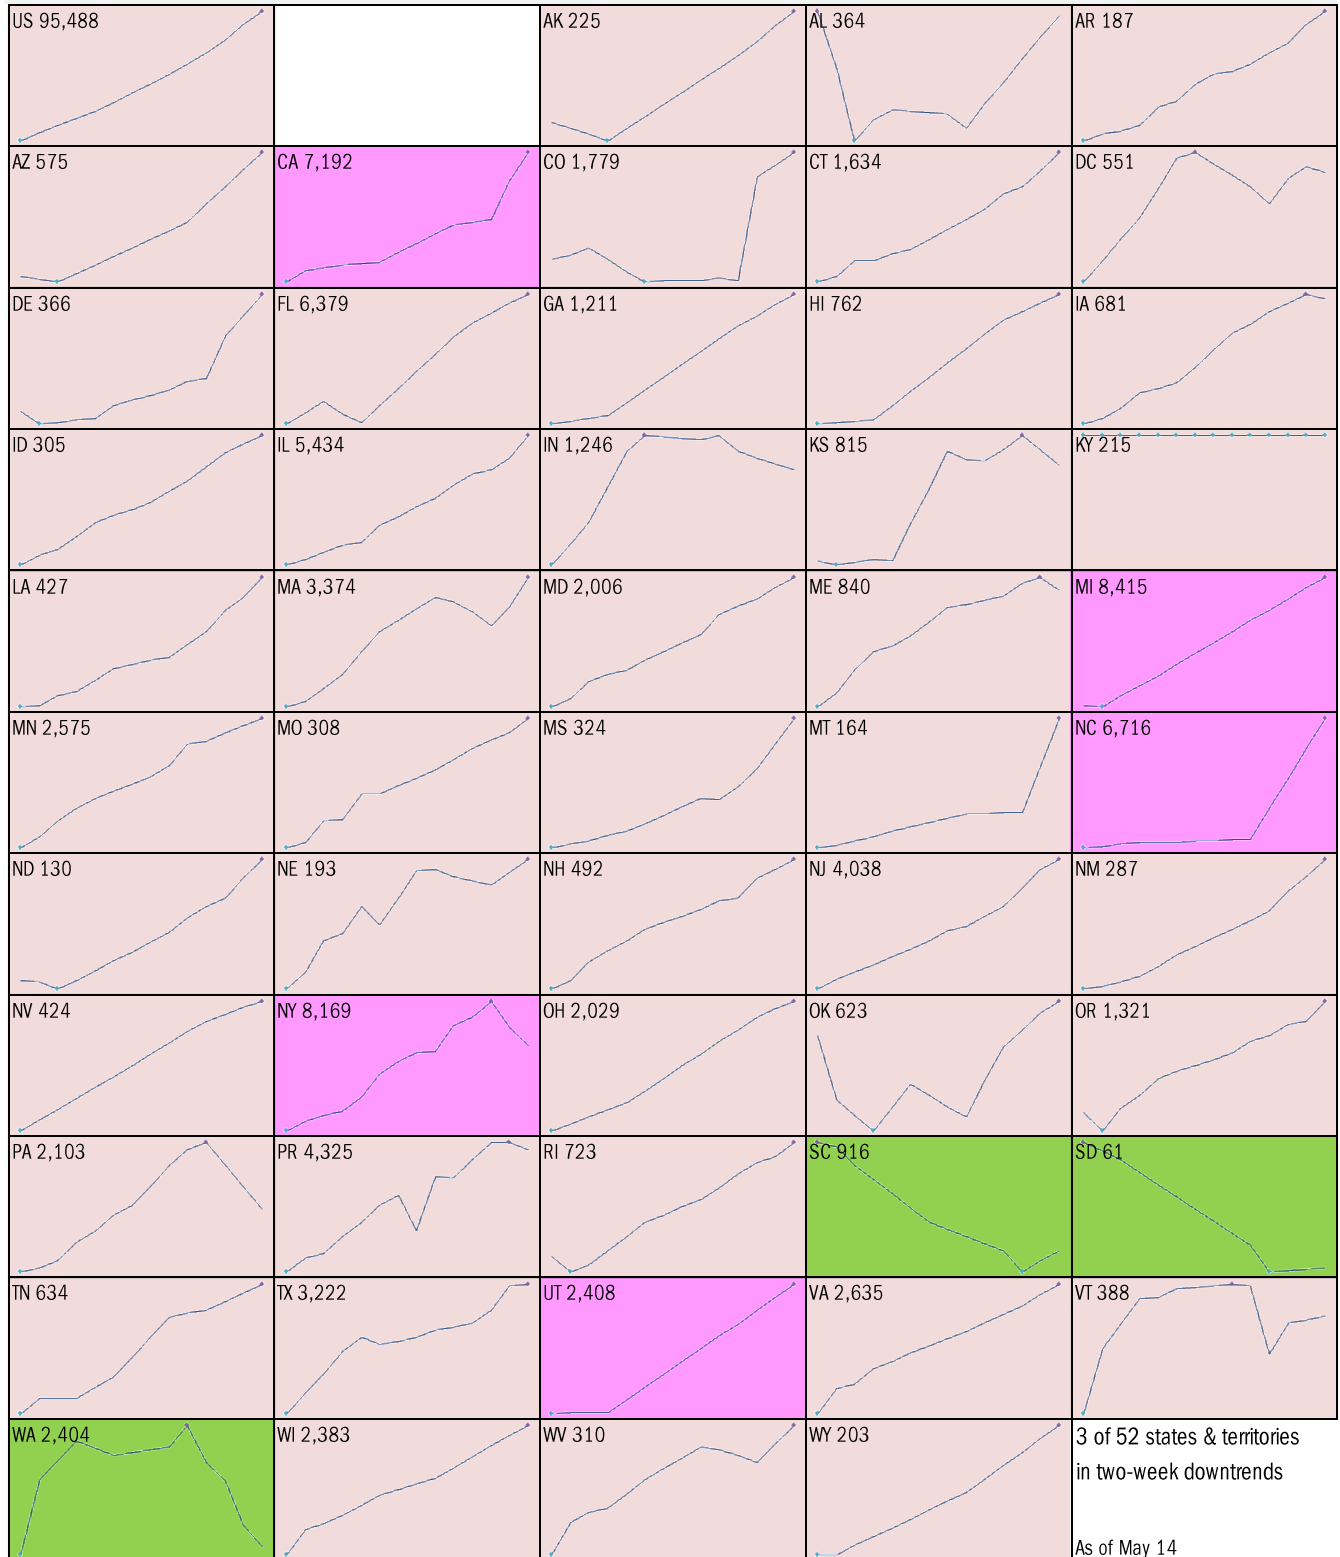 US 95,488
AK 225
AL 364
AR 187
AZ 575
CA 7,192
CO 1,779
CT 1,634
DC 551
DE 366
FL 6,379
GA 1,211
HI 762
IA 681
ID 305
IL 5,434
IN 1,246
KS 815
KY 215
LA 427
MA 3,374
MD 2,006
ME 840
MI 8,415
MN 2,575
MO 308
MS 324
MT 164
NC 6,716
ND 130
NE 193
NH 492
NJ 4,038
NM 287
NV 424
NY 8,169
OH 2,029
OK 623
OR 1,321
PA 2,103
PR 4,325
RI 723
SC 916
SD 61
TN 634
TX 3,222
UT 2,408
VA 2,635
VT 388
WA 2,404
WI 2,383
WV 310
WY 203
3 of 52 states & territories
in two-week downtrends
As of May 14